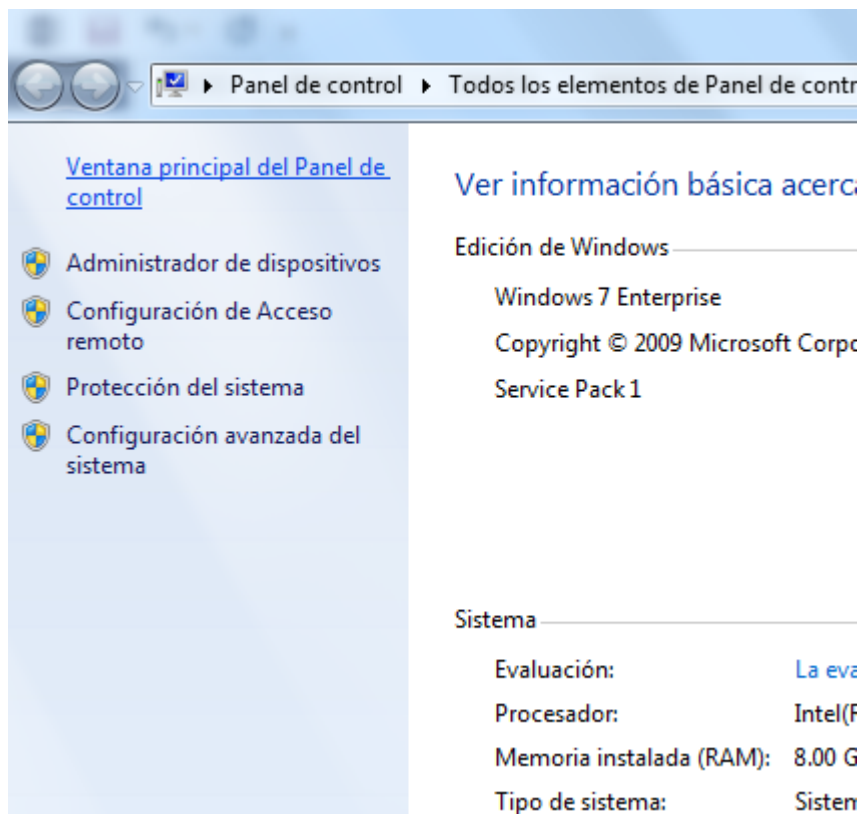 Panel de control Todos los elementos de Panel de contr
Ventana principal del Panel de
control
Administrador de dispositivos
Configuración de Acceso
remoto
Protección del sistema
Configuración avanzada del
sistema
Ver información básica acerca
Edición de Windows
Windows 7 Enterprise
Copyright © 2009 Microsoft Corpo
Service Pack 1
Sistema
Evaluación: La eva
Procesador: Intel(R
Memoria instalada (RAM): 8.00 G
Tipo de sistema: Sistem